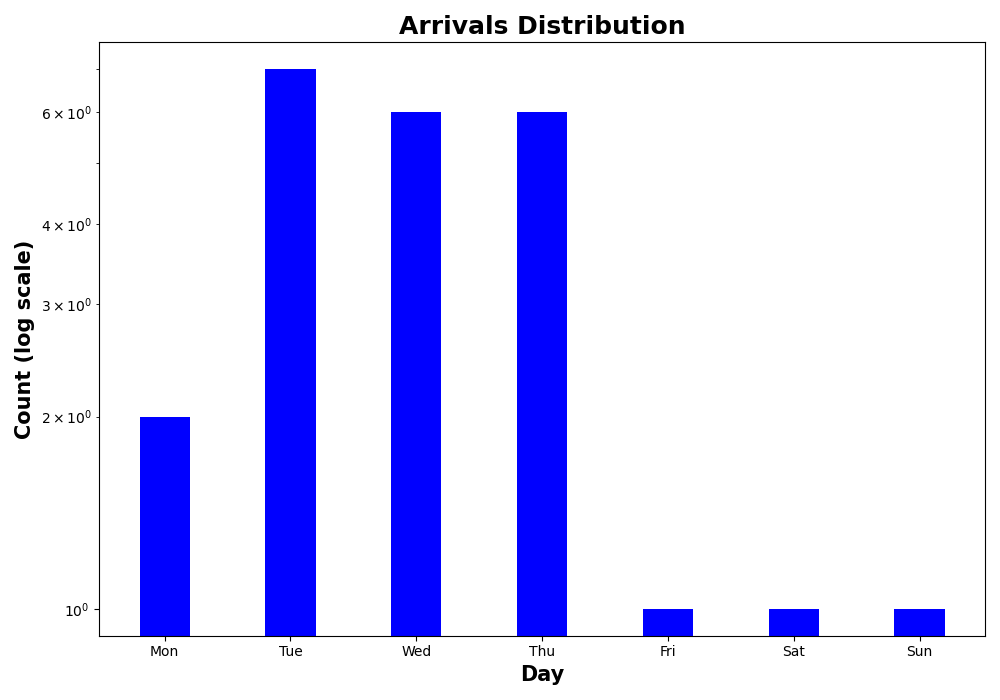 Arrivals Distribution
6 × 10⁰
4 × 10⁰
3 × 10⁰
2 × 10⁰
10⁰
Count (log scale)
Mon Tue Wed Thu Fri Sat Sun
Day